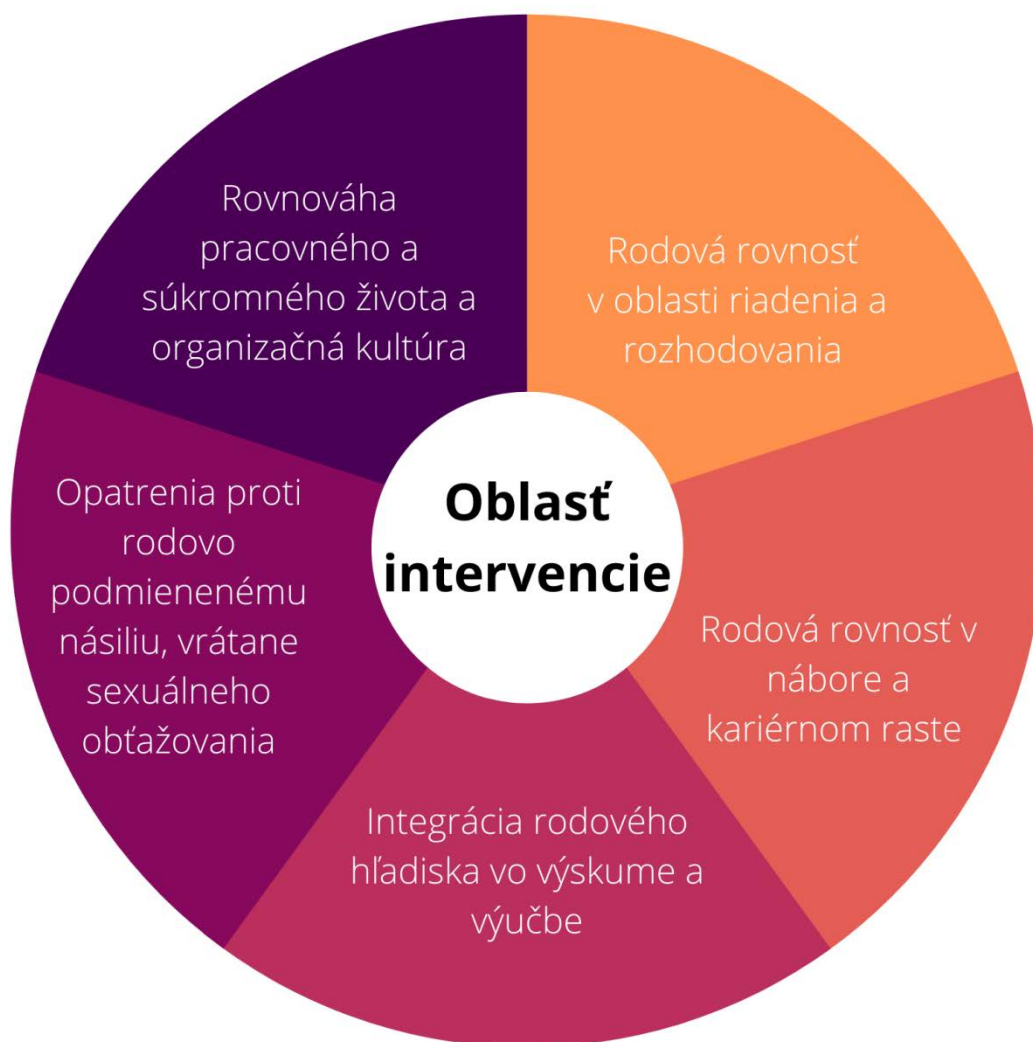 Rovnováha
pracovného a
súkromného života a
organizačná kultúra
Rodová rovnosť
v oblasti riadenia a
rozhodovania
Oblasť
intervencie
Opatrenia proti
rodovo
podmienenému
násiliu, vrátane
sexuálneho
obťažovania
Rodová rovnosť v
nábore a
kariérnom raste
Integrácia rodového
hľadiska vo výskume a
výučbe